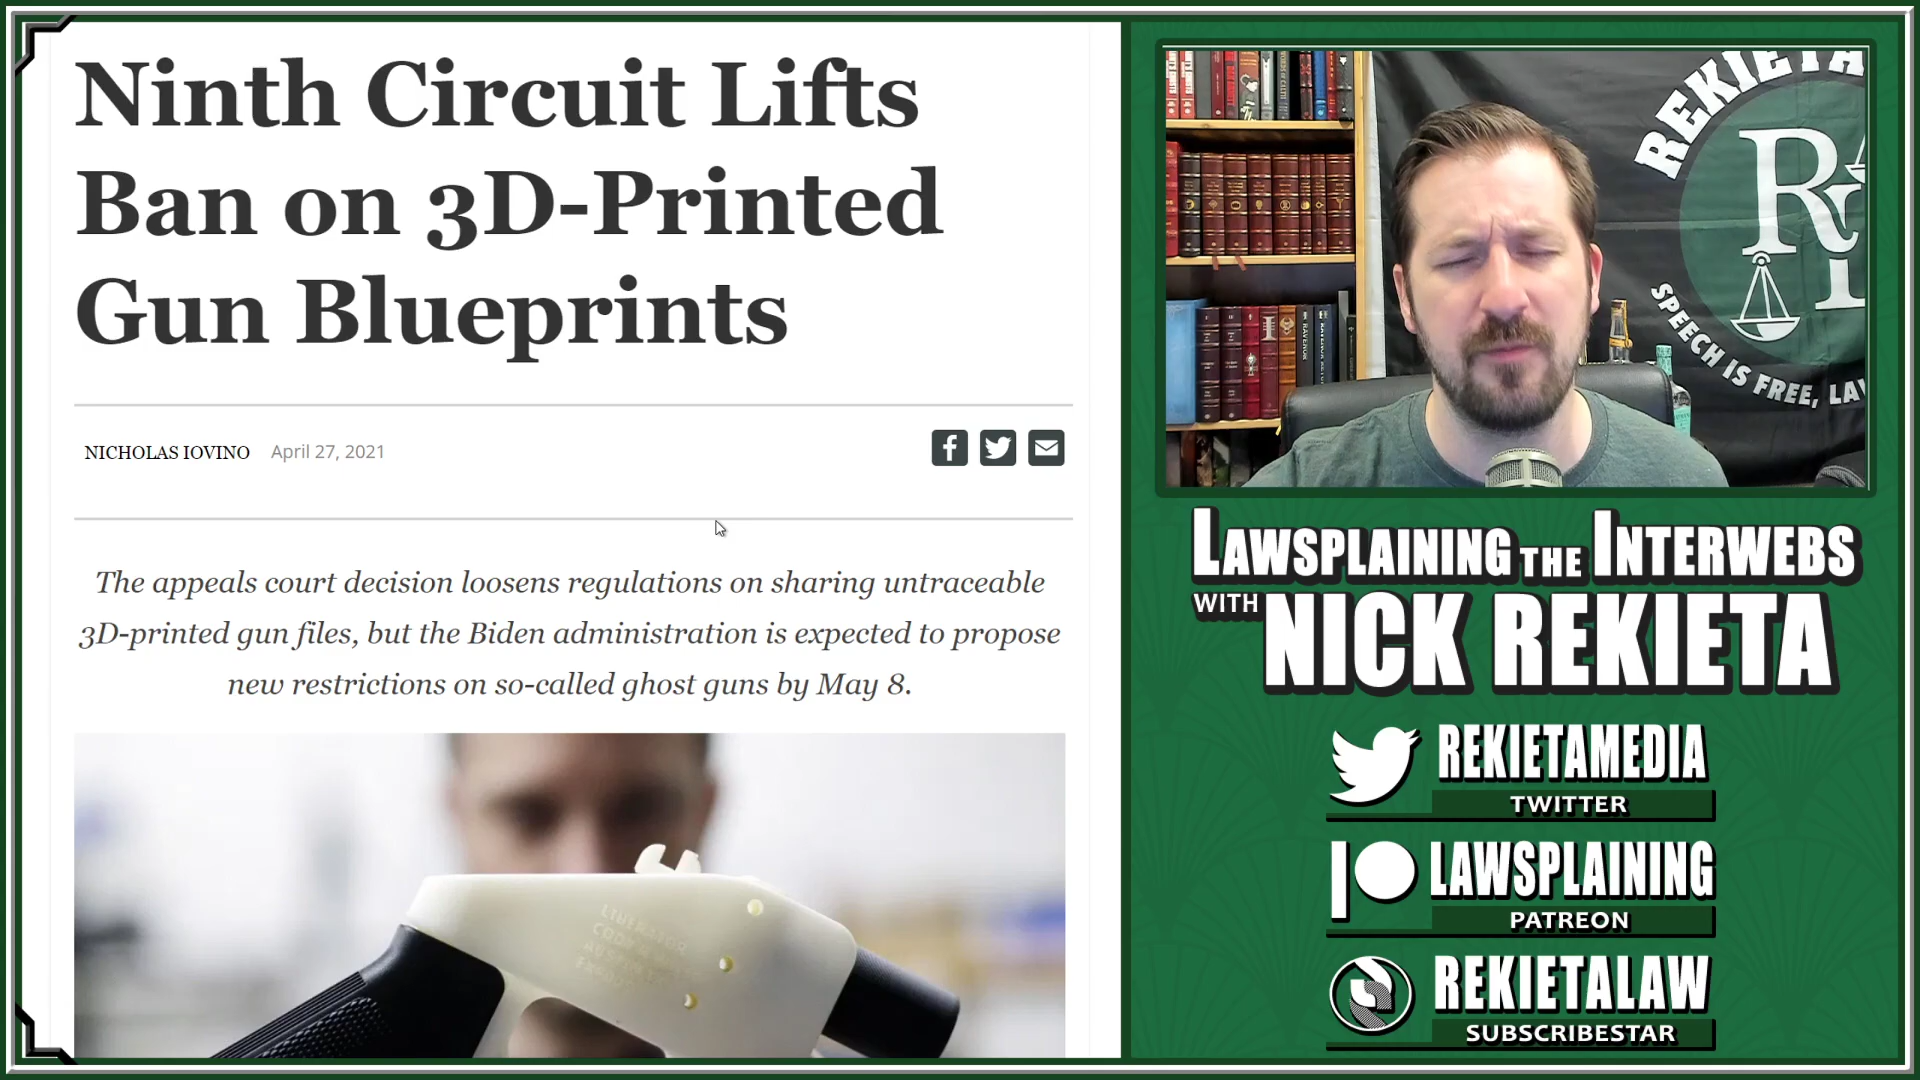 Ninth Circuit Lifts
Ban on 3D-Printed
Gun Blueprints
NICHOLAS IOVINO April 27, 2021
The appeals court decision loosens regulations on sharing untraceable
3D-printed gun files, but the Biden administration is expected to propose
new restrictions on so-called ghost guns by May 8.
LIBERATOR
REKIETA
R
L
SPEECH IS FREE, LA
LAWSPLAINING THE INTERWEBS
WITH NICK REKIETA
REKIETAMEDIA
TWITTER
LAWSPLAINING
PATREON
REKIETALAW
SUBSCRIBESTAR